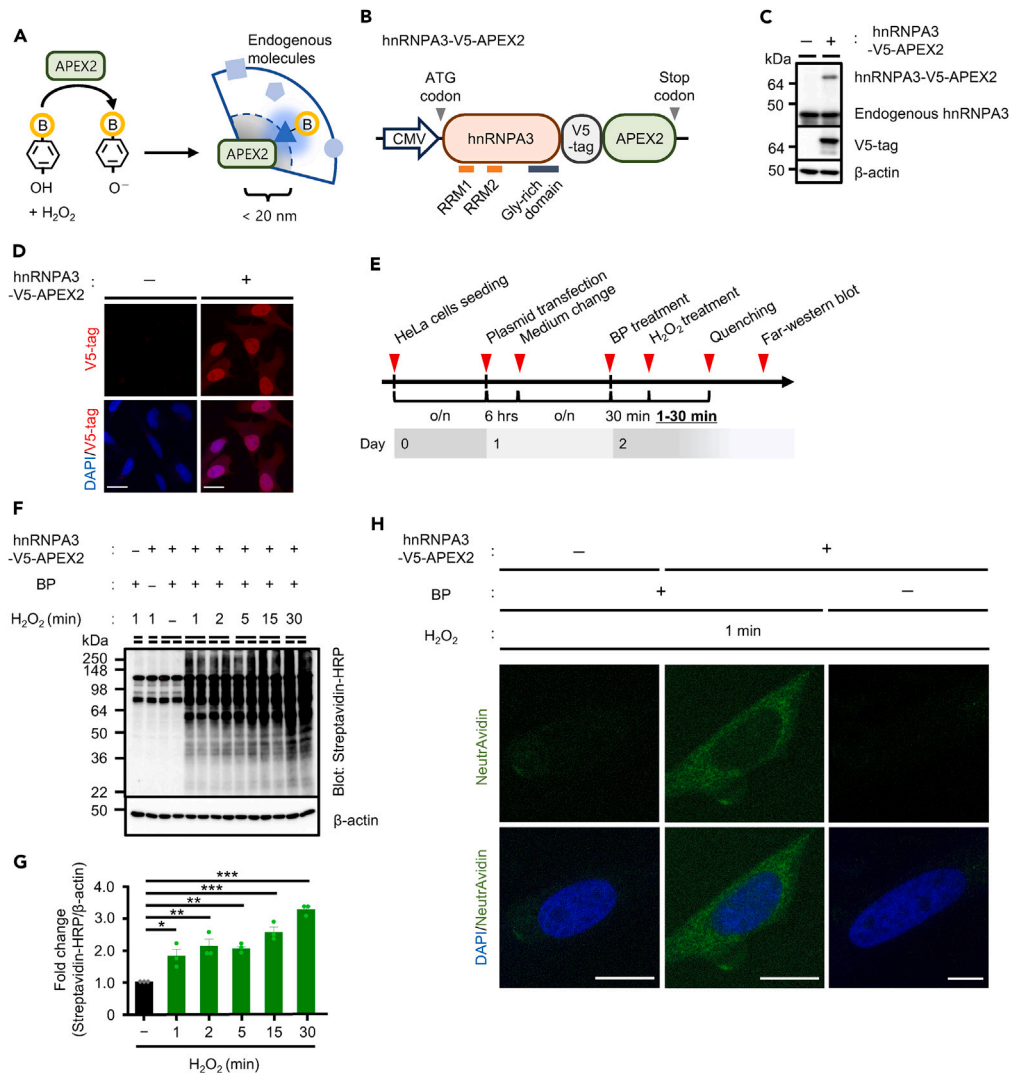 A
APEX2
B
B
OH
O⁻
+ H₂O₂
Endogenous
molecules
B
APEX2
< 20 nm
B
hnRNPA3-V5-APEX2
ATG
codon
Stop
codon
CMV
hnRNPA3
V5
-tag
APEX2
RRM1
RRM2
Gly-rich
domain
C
hnRNPA3
-V5-APEX2
− + :
kDa
64
50
64
50
hnRNPA3-V5-APEX2
Endogenous hnRNPA3
V5-tag
β-actin
D
hnRNPA3
-V5-APEX2 : − +
V5-tag
DAPI/V5-tag
E
HeLa cells seeding
Plasmid transfection
Medium change
BP treatment
H₂O₂ treatment
Quenching
Far-western blot
o/n 6 hrs o/n 30 min 1-30 min
Day 0 1 2
F
hnRNPA3
-V5-APEX2 : − + + + + + + +
BP : + − + + + + + +
H₂O₂ (min) : 1 1 − 1 2 5 15 30
kDa
250
148
98
64
50
36
22
50
Blot: Streptavidin-HRP
β-actin
G
Fold change
(Streptavidin-HRP/β-actin)
4.0
3.0
2.0
1.0
0
***
***
**
**
*
− 1 2 5 15 30
H₂O₂ (min)
H
hnRNPA3
-V5-APEX2 : − +
BP : + −
H₂O₂ : 1 min
NeutrAvidin
DAPI/NeutrAvidin